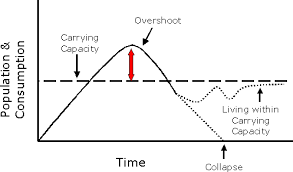 Overshoot
Carrying
Capacity
Population &
Consumption
Living within
Carrying
Capacity
Time
Collapse